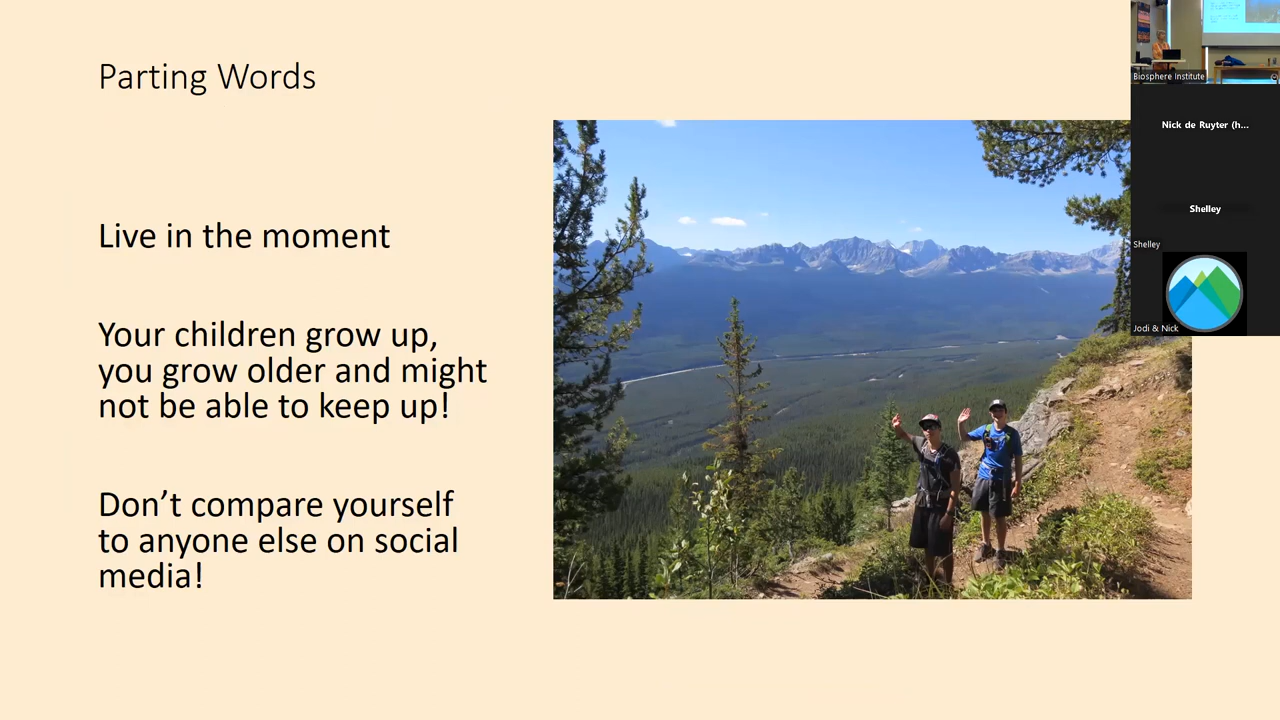 Parting Words
Live in the moment
Your children grow up,
you grow older and might
not be able to keep up!
Don’t compare yourself
to anyone else on social
media!
Biosphere Institute
Nick de Ruyter (h...
Shelley
Shelley
Jodi & Nick